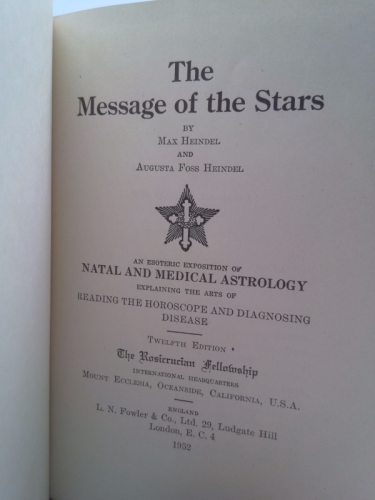 The
Message of the Stars
BY
MAX HEINDEL
AND
AUGUSTA FOSS HEINDEL
AN ESOTERIC EXPOSITION OF
NATAL AND MEDICAL ASTROLOGY
EXPLAINING THE ARTS OF
READING THE HOROSCOPE AND DIAGNOSING
DISEASE
TWELFTH EDITION
The Rosicrucian Fellowship
INTERNATIONAL HEADQUARTERS
MOUNT ECCLESIA, OCEANSIDE, CALIFORNIA, U.S.A.
ENGLAND
L. N. Fowler & Co., Ltd. 29, Ludgate Hill
London, E. C. 4
1952